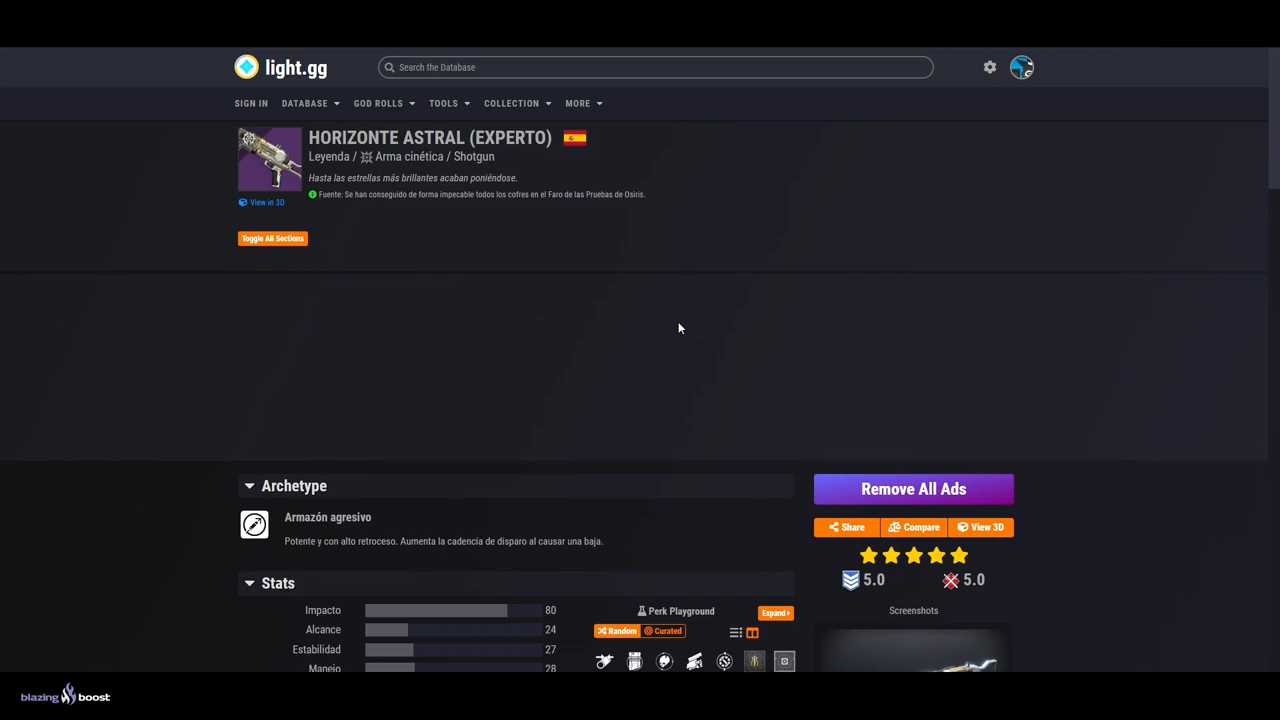 light.gg
Search the Database
SIGN IN DATABASE GOD ROLLS TOOLS COLLECTION MORE
HORIZONTE ASTRAL (EXPERTO)
Leyenda / Arma cinética / Shotgun
Hasta las estrellas más brillantes acaban poniéndose.
View in 3D
Fuente: Se han conseguido de forma impecable todos los cofres en el Faro de las Pruebas de Osiris.
Toggle All Sections
Archetype
Armazón agresivo
Potente y con alto retroceso. Aumenta la cadencia de disparo al causar una baja.
Stats
Impacto 80
Alcance 24
Estabilidad 27
Manejo 28
Perk Playground Expand
Random Curated
Remove All Ads
Share Compare View 3D
5.0 5.0
Screenshots
blazing boost